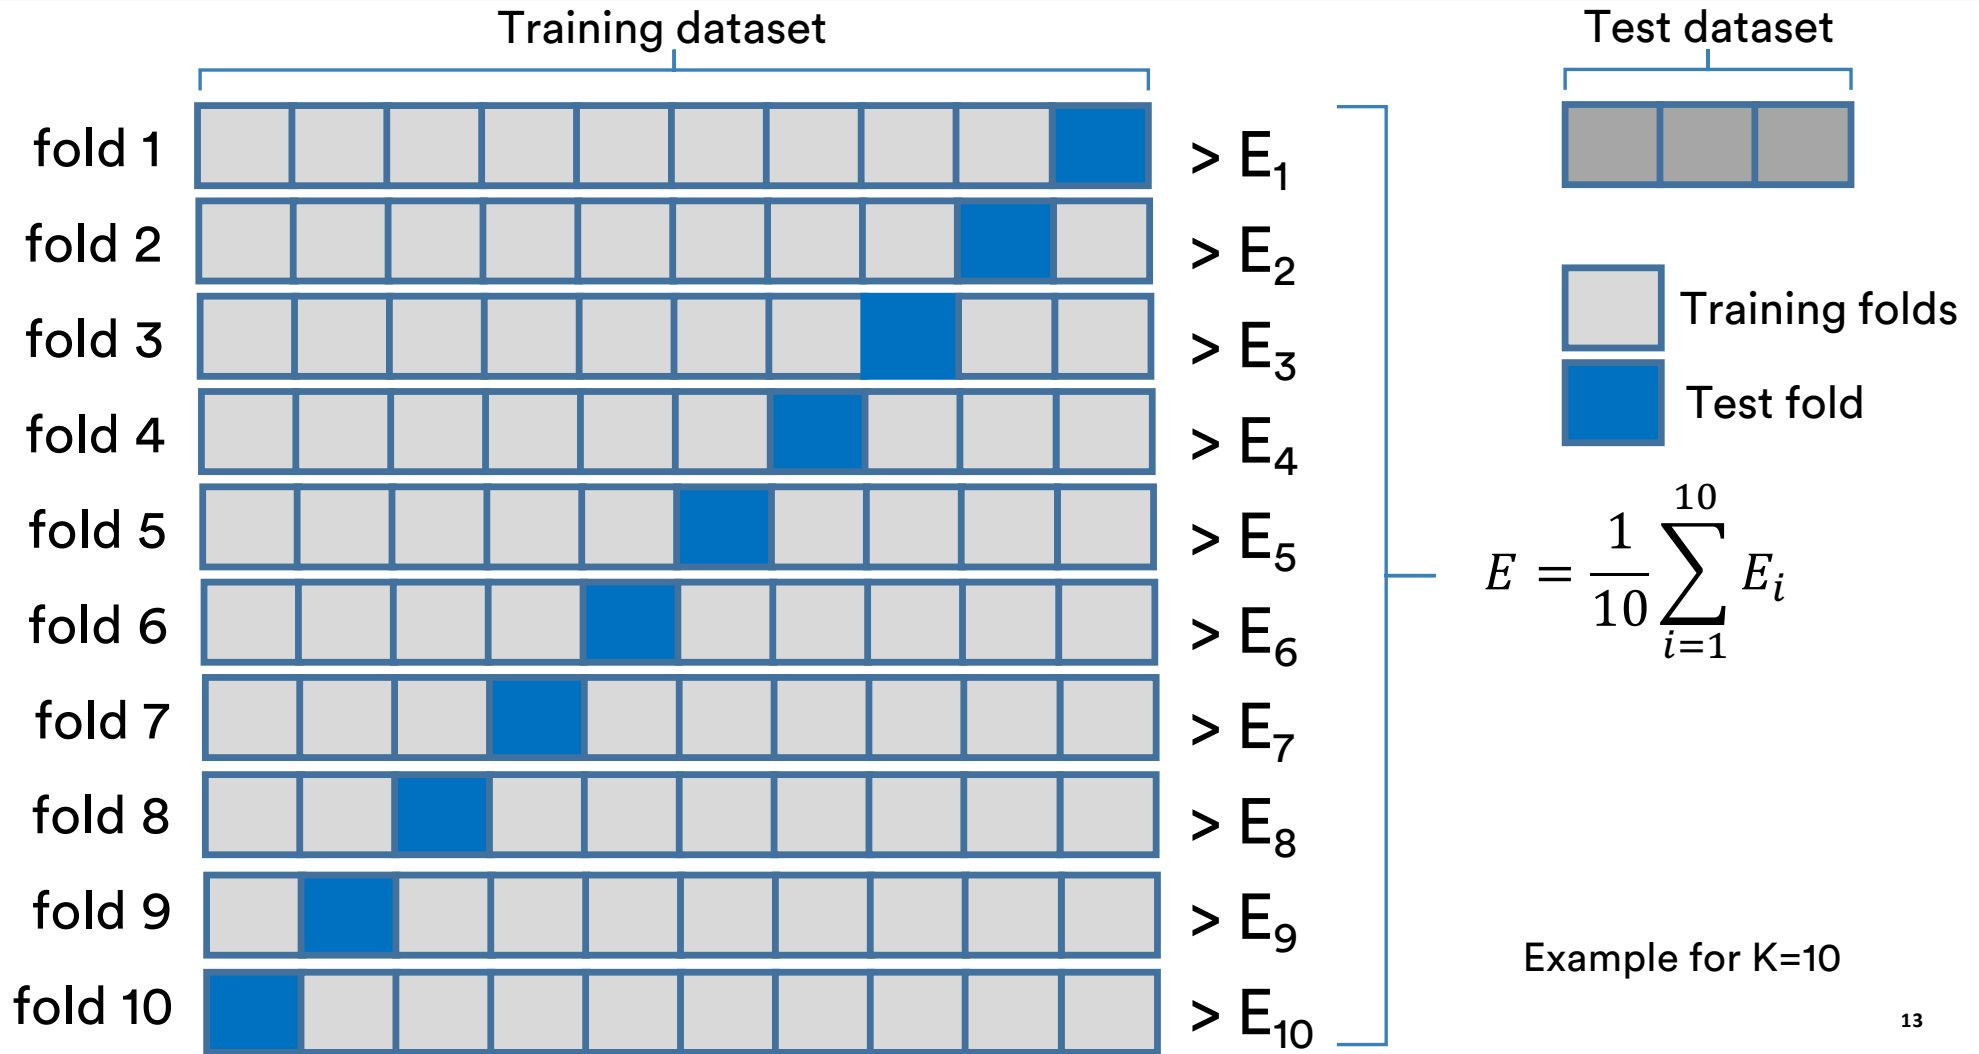 Training dataset
Test dataset
fold 1 > E₁
fold 2 > E₂
fold 3 > E₃
fold 4 > E₄
fold 5 > E₅
fold 6 > E₆
fold 7 > E₇
fold 8 > E₈
fold 9 > E₉
fold 10 > E₁₀
Training folds
Test fold
E = 1/10 ∑_{i=1}^{10} E_i
Example for K=10
13